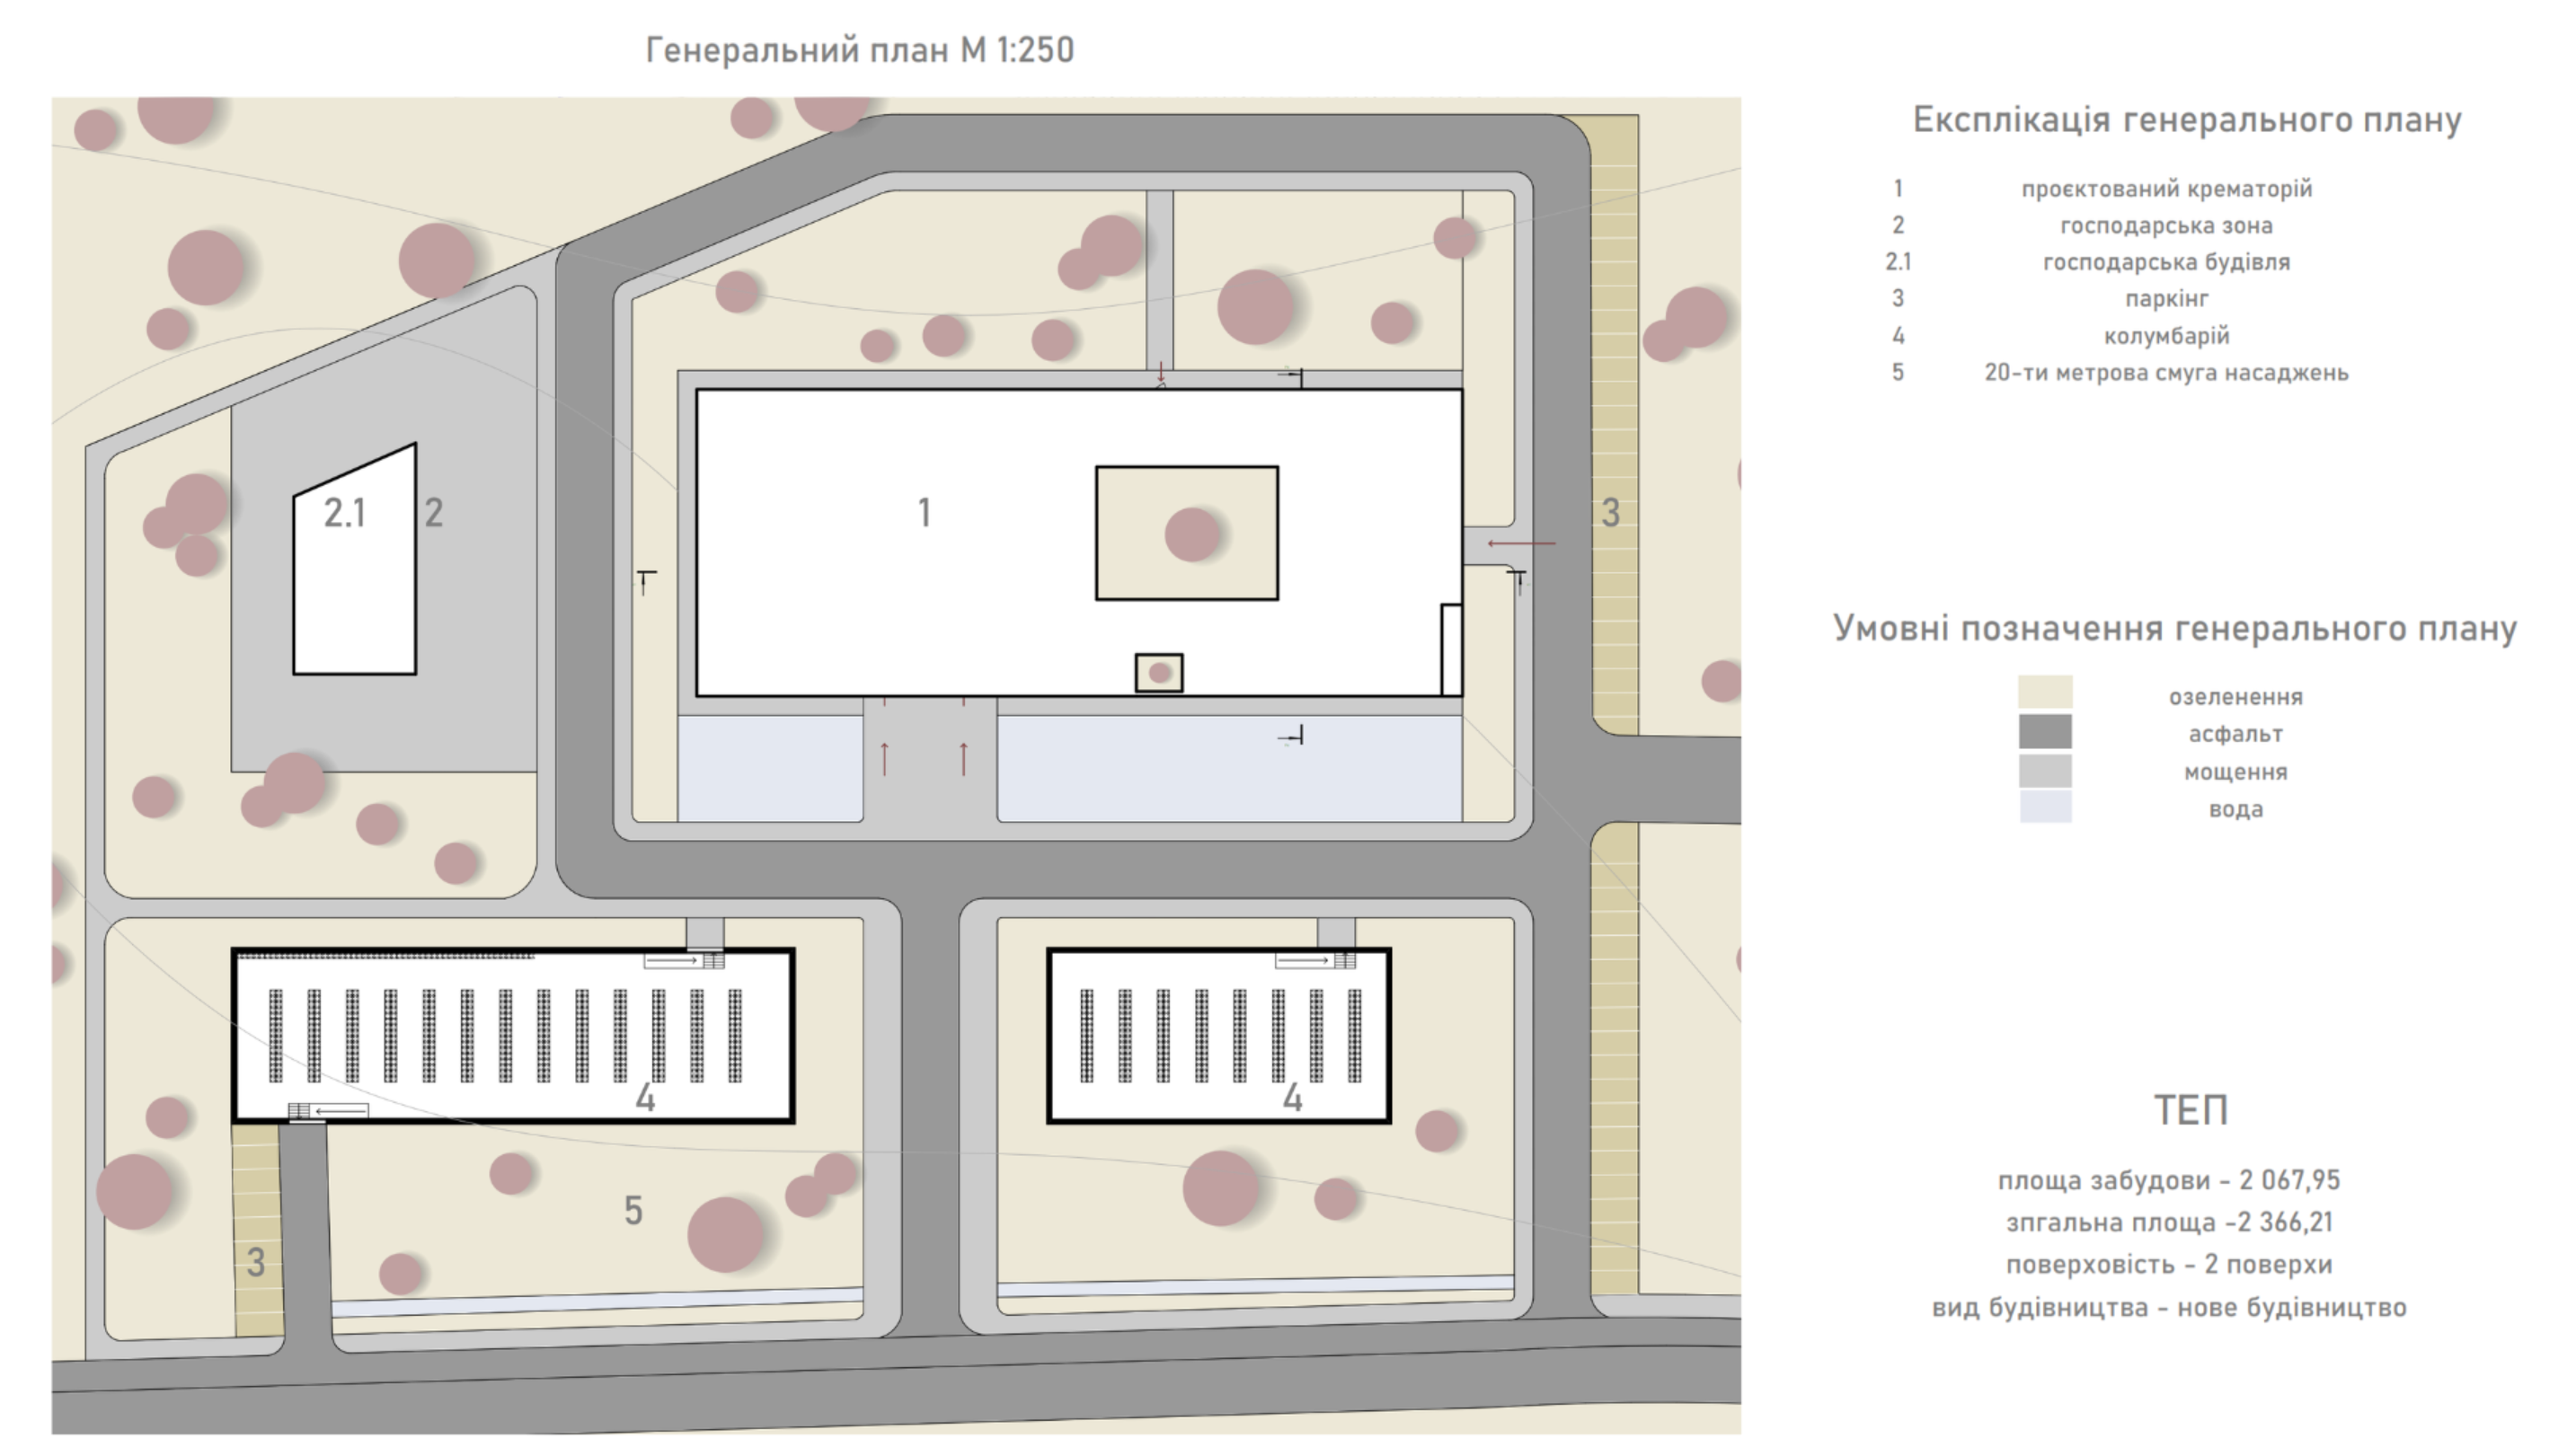 Генеральний план М 1:250
Експлікація генерального плану
1 проєктований крематорій
2 господарська зона
2.1 господарська будівля
3 паркінг
4 колумбарій
5 20-ти метрова смуга насаджень
2.1
2
1
3
4
4
5
3
Умовні позначення генерального плану
озеленення
асфальт
мощення
вода
ТЕП
площа забудови - 2 067,95
зпгальна площа -2 366,21
поверховість - 2 поверхи
вид будівництва - нове будівництво